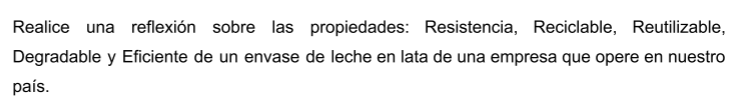 Realice una reflexión sobre las propiedades: Resistencia, Reciclable, Reutilizable,
Degradable y Eficiente de un envase de leche en lata de una empresa que opere en nuestro
país.